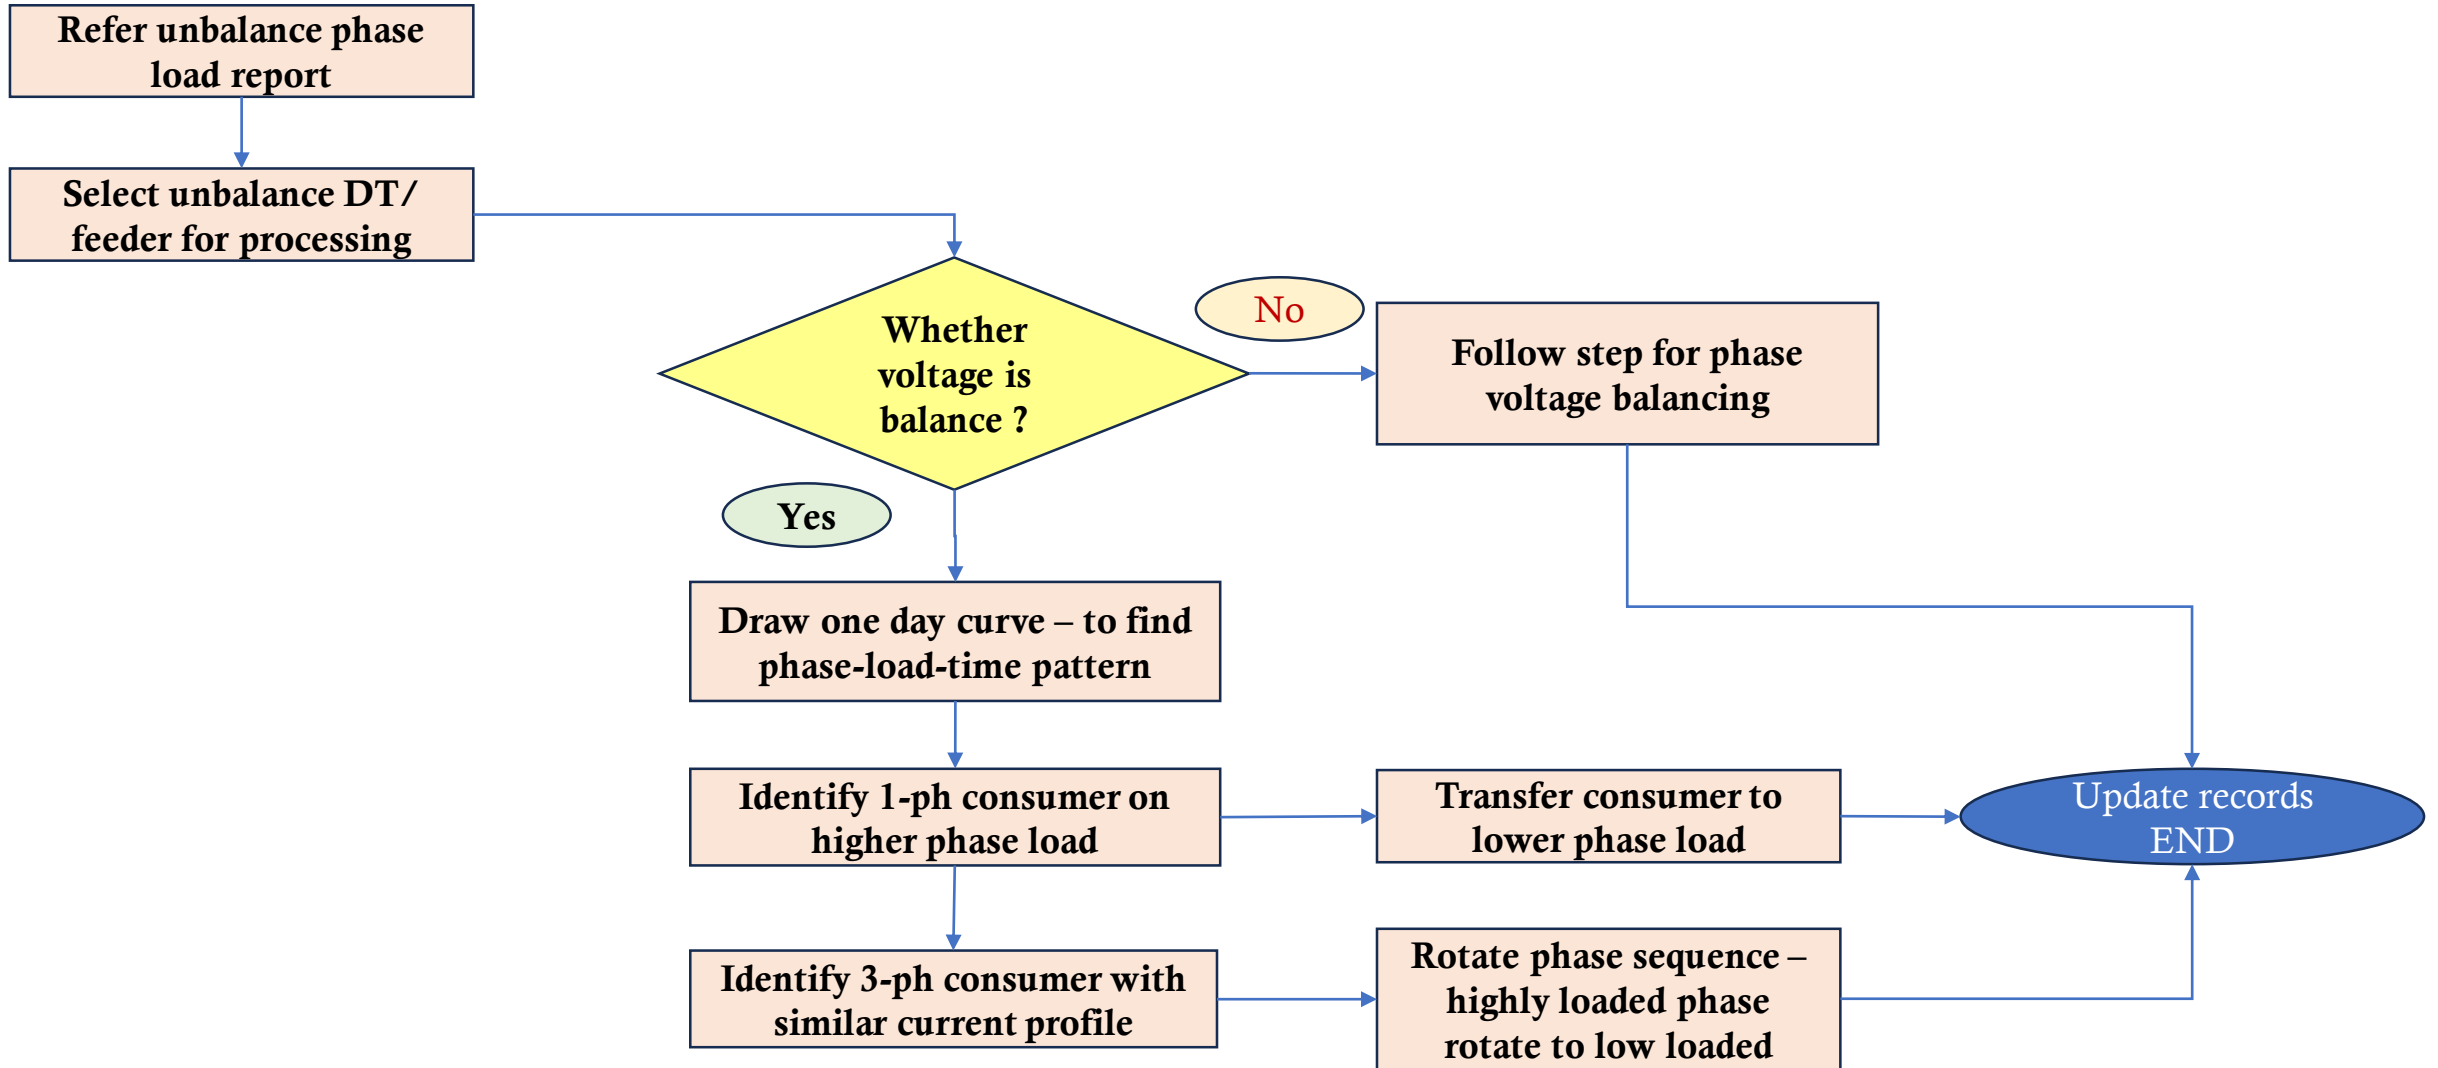 Refer unbalance phase
load report
Select unbalance DT/
feeder for processing
Whether
voltage is
balance ?
No
Follow step for phase
voltage balancing
Yes
Draw one day curve – to find
phase-load-time pattern
Identify 1-ph consumer on
higher phase load
Transfer consumer to
lower phase load
Update records
END
Identify 3-ph consumer with
similar current profile
Rotate phase sequence –
highly loaded phase
rotate to low loaded